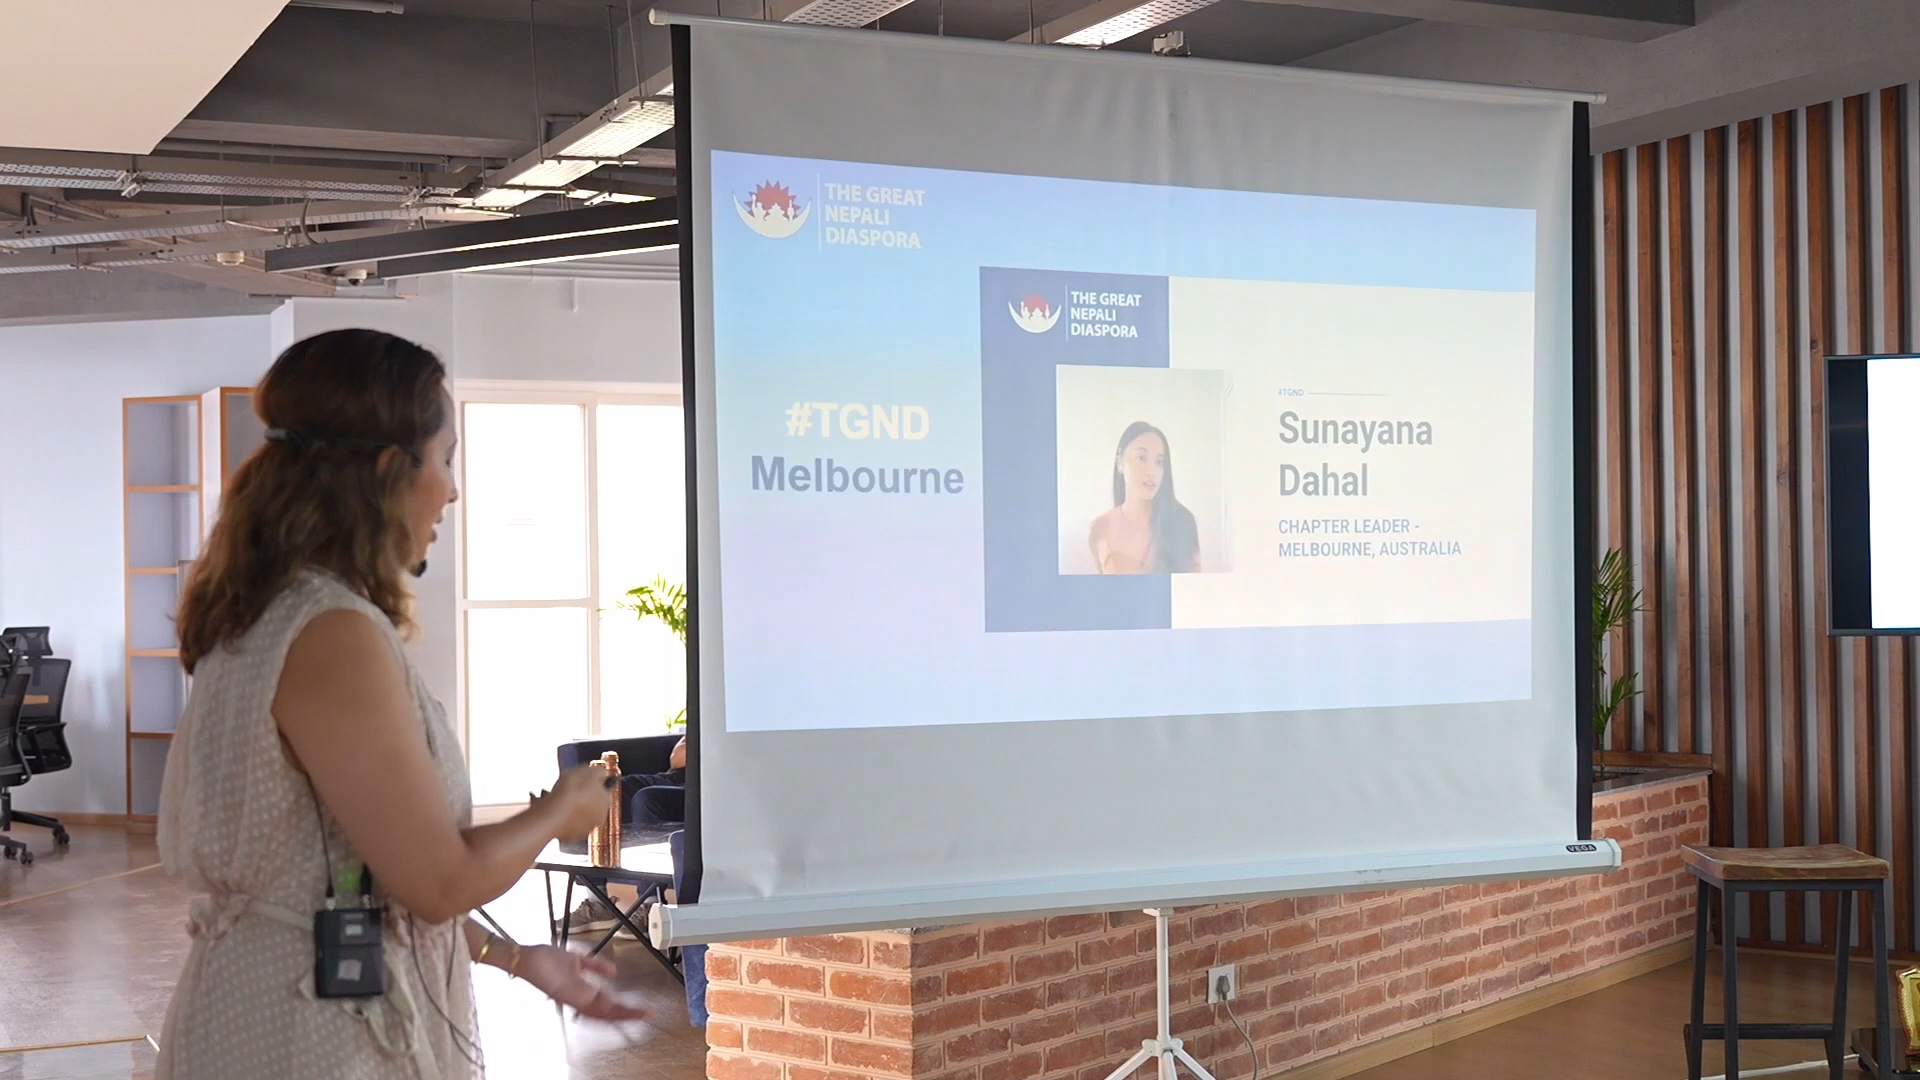 THE GREAT
NEPALI
DIASPORA
#TGND
Melbourne
THE GREAT
NEPALI
DIASPORA
#TGND
Sunayana
Dahal
CHAPTER LEADER -
MELBOURNE, AUSTRALIA
VEGA